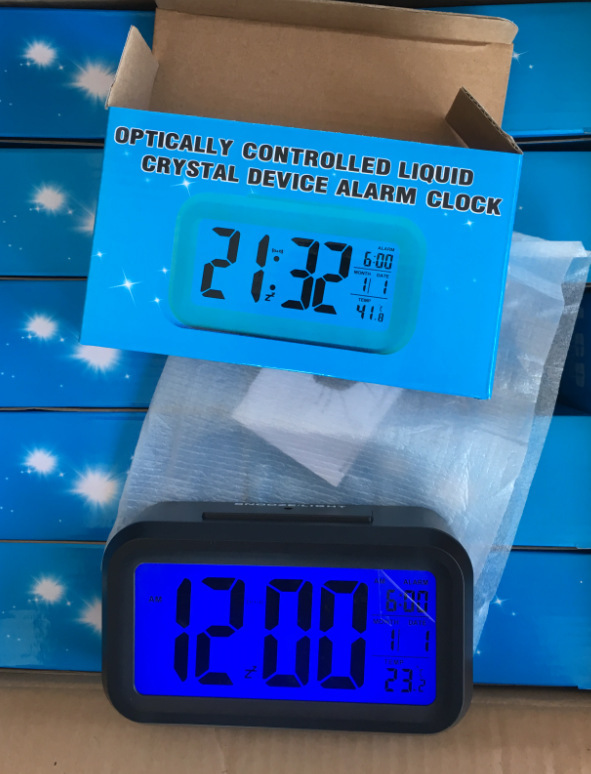 OPTICALLY CONTROLLED LIQUID
CRYSTAL DEVICE ALARM CLOCK
21:32
ALARM
6:00
MONTH DATE
1 1
TEMP
41.8
SNOOZE/LIGHT
12:00
ALARM
6:00
1 1
23.2